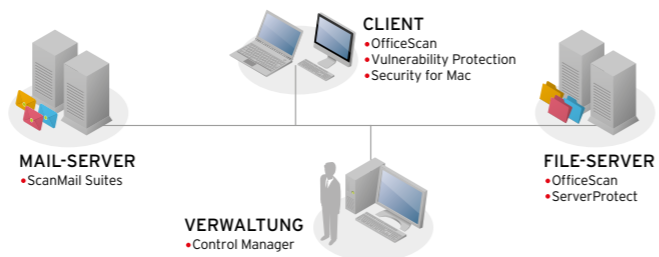 CLIENT
•OfficeScan
•Vulnerability Protection
•Security for Mac
MAIL-SERVER
•ScanMail Suites
FILE-SERVER
•OfficeScan
•ServerProtect
VERWALTUNG
•Control Manager